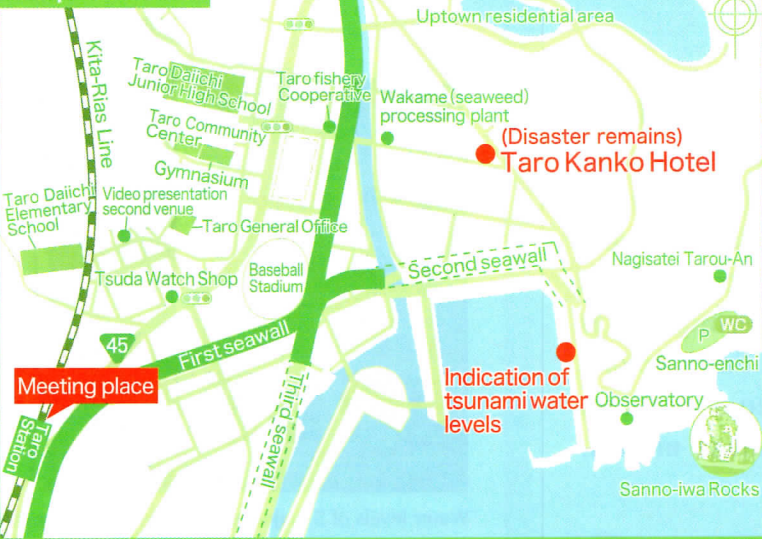 Uptown residential area
Kita-Rias Line
Taro Daiichi
Junior High School
Taro fishery
Cooperative
Wakame (seaweed)
processing plant
Taro Community
Center
Gymnasium
(Disaster remains)
Taro Kanko Hotel
Taro Daiichi
Elementary
School
Video presentation
second venue
Taro General Office
Second seawall
Nagisatei Tarou-An
Baseball
Stadium
Tsuda Watch Shop
45
First seawall
P
WC
Sanno-enchi
Meeting place
Third seawall
Indication of
tsunami water
levels
Observatory
Taro
Station
Sanno-iwa Rocks